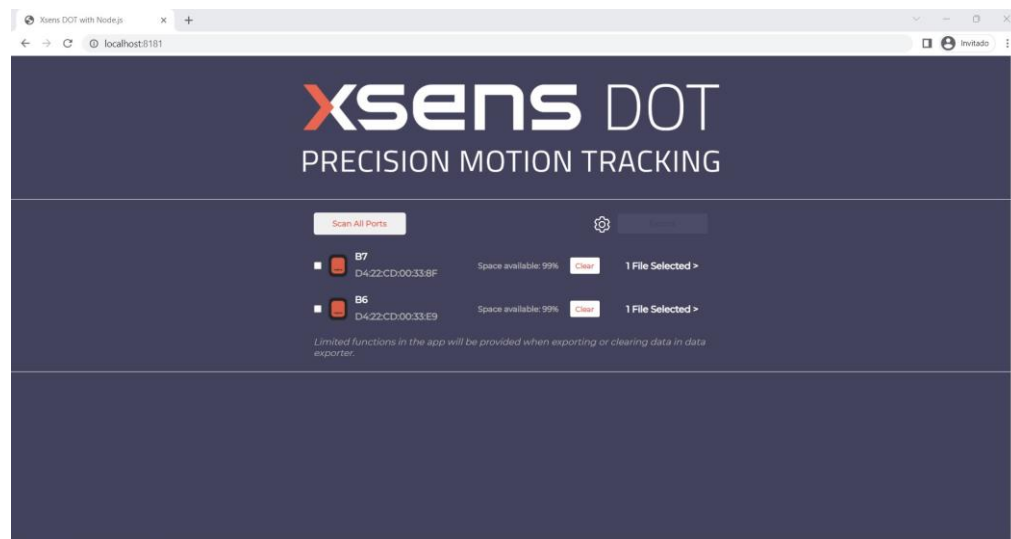 Xsens DOT with Node.js
localhost:8181
Invitado
xsens DOT
PRECISION MOTION TRACKING
Scan All Ports
B7
D4:22:CD:00:33:8F
Space available: 99%
Clear
1 File Selected >
B6
D4:22:CD:00:33:E9
Space available: 99%
Clear
1 File Selected >
Limited functions in the app will be provided when exporting or clearing data in data
exporter.